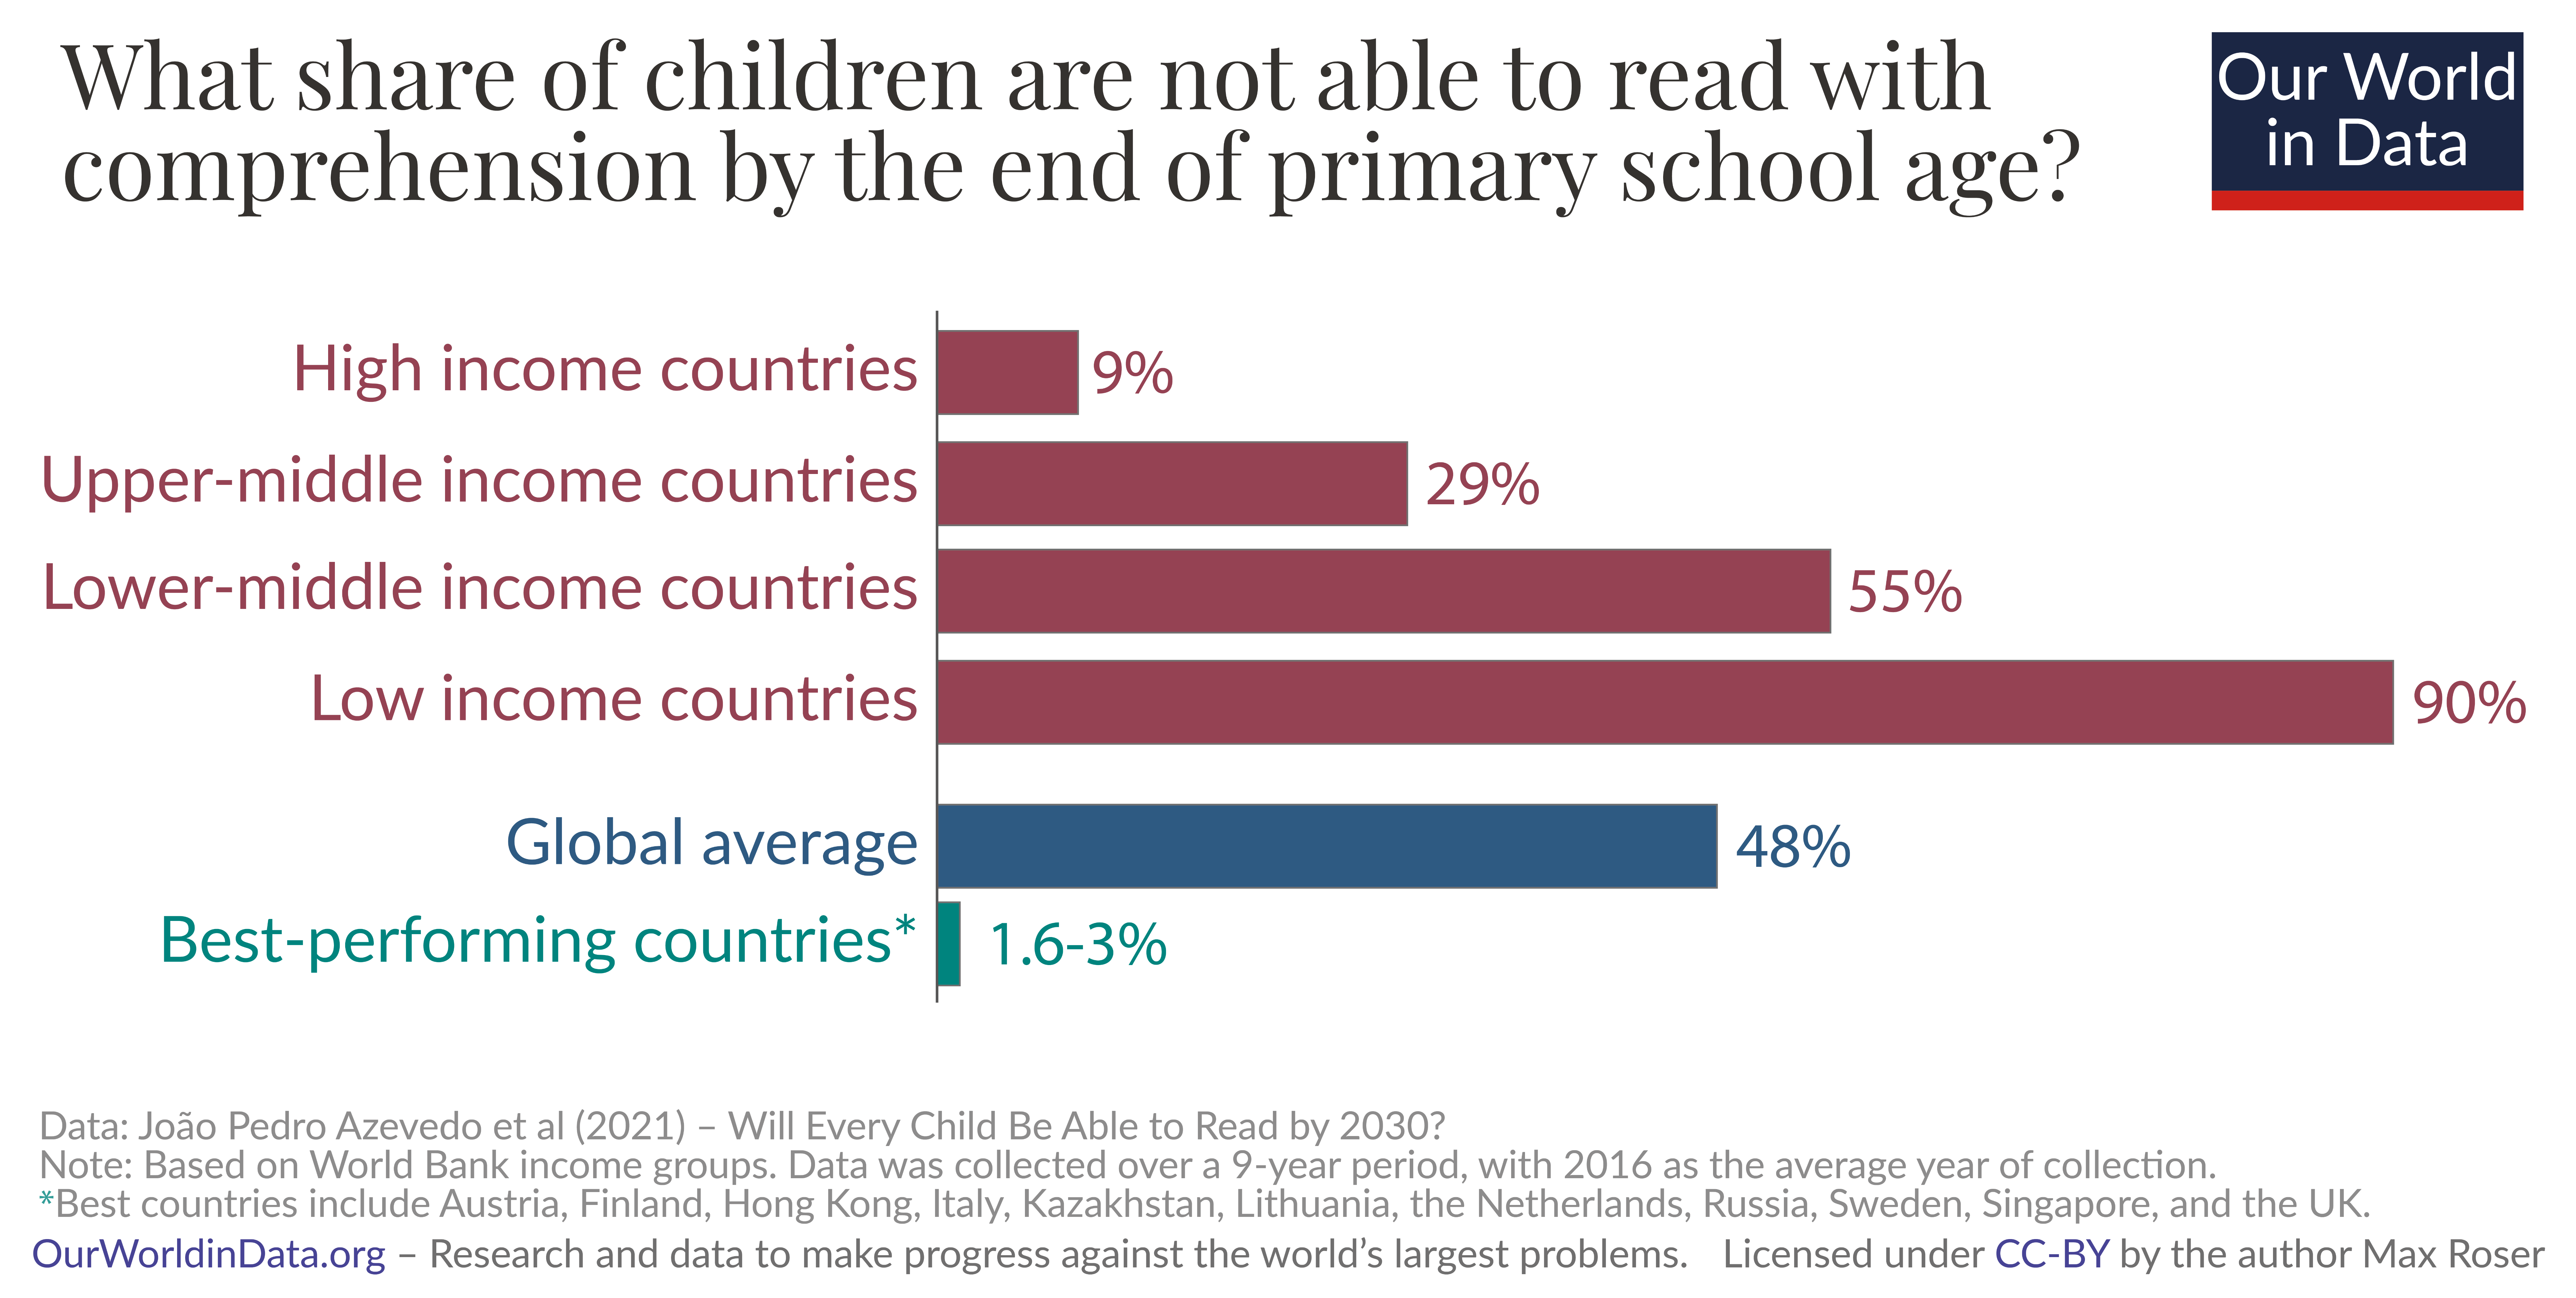 What share of children are not able to read with
comprehension by the end of primary school age?
Our World
in Data
High income countries 9%
Upper-middle income countries 29%
Lower-middle income countries 55%
Low income countries 90%
Global average 48%
Best-performing countries* 1.6-3%
Data: João Pedro Azevedo et al (2021) – Will Every Child Be Able to Read by 2030?
Note: Based on World Bank income groups. Data was collected over a 9-year period, with 2016 as the average year of collection.
*Best countries include Austria, Finland, Hong Kong, Italy, Kazakhstan, Lithuania, the Netherlands, Russia, Sweden, Singapore, and the UK.
OurWorldinData.org – Research and data to make progress against the world’s largest problems. Licensed under CC-BY by the author Max Roser